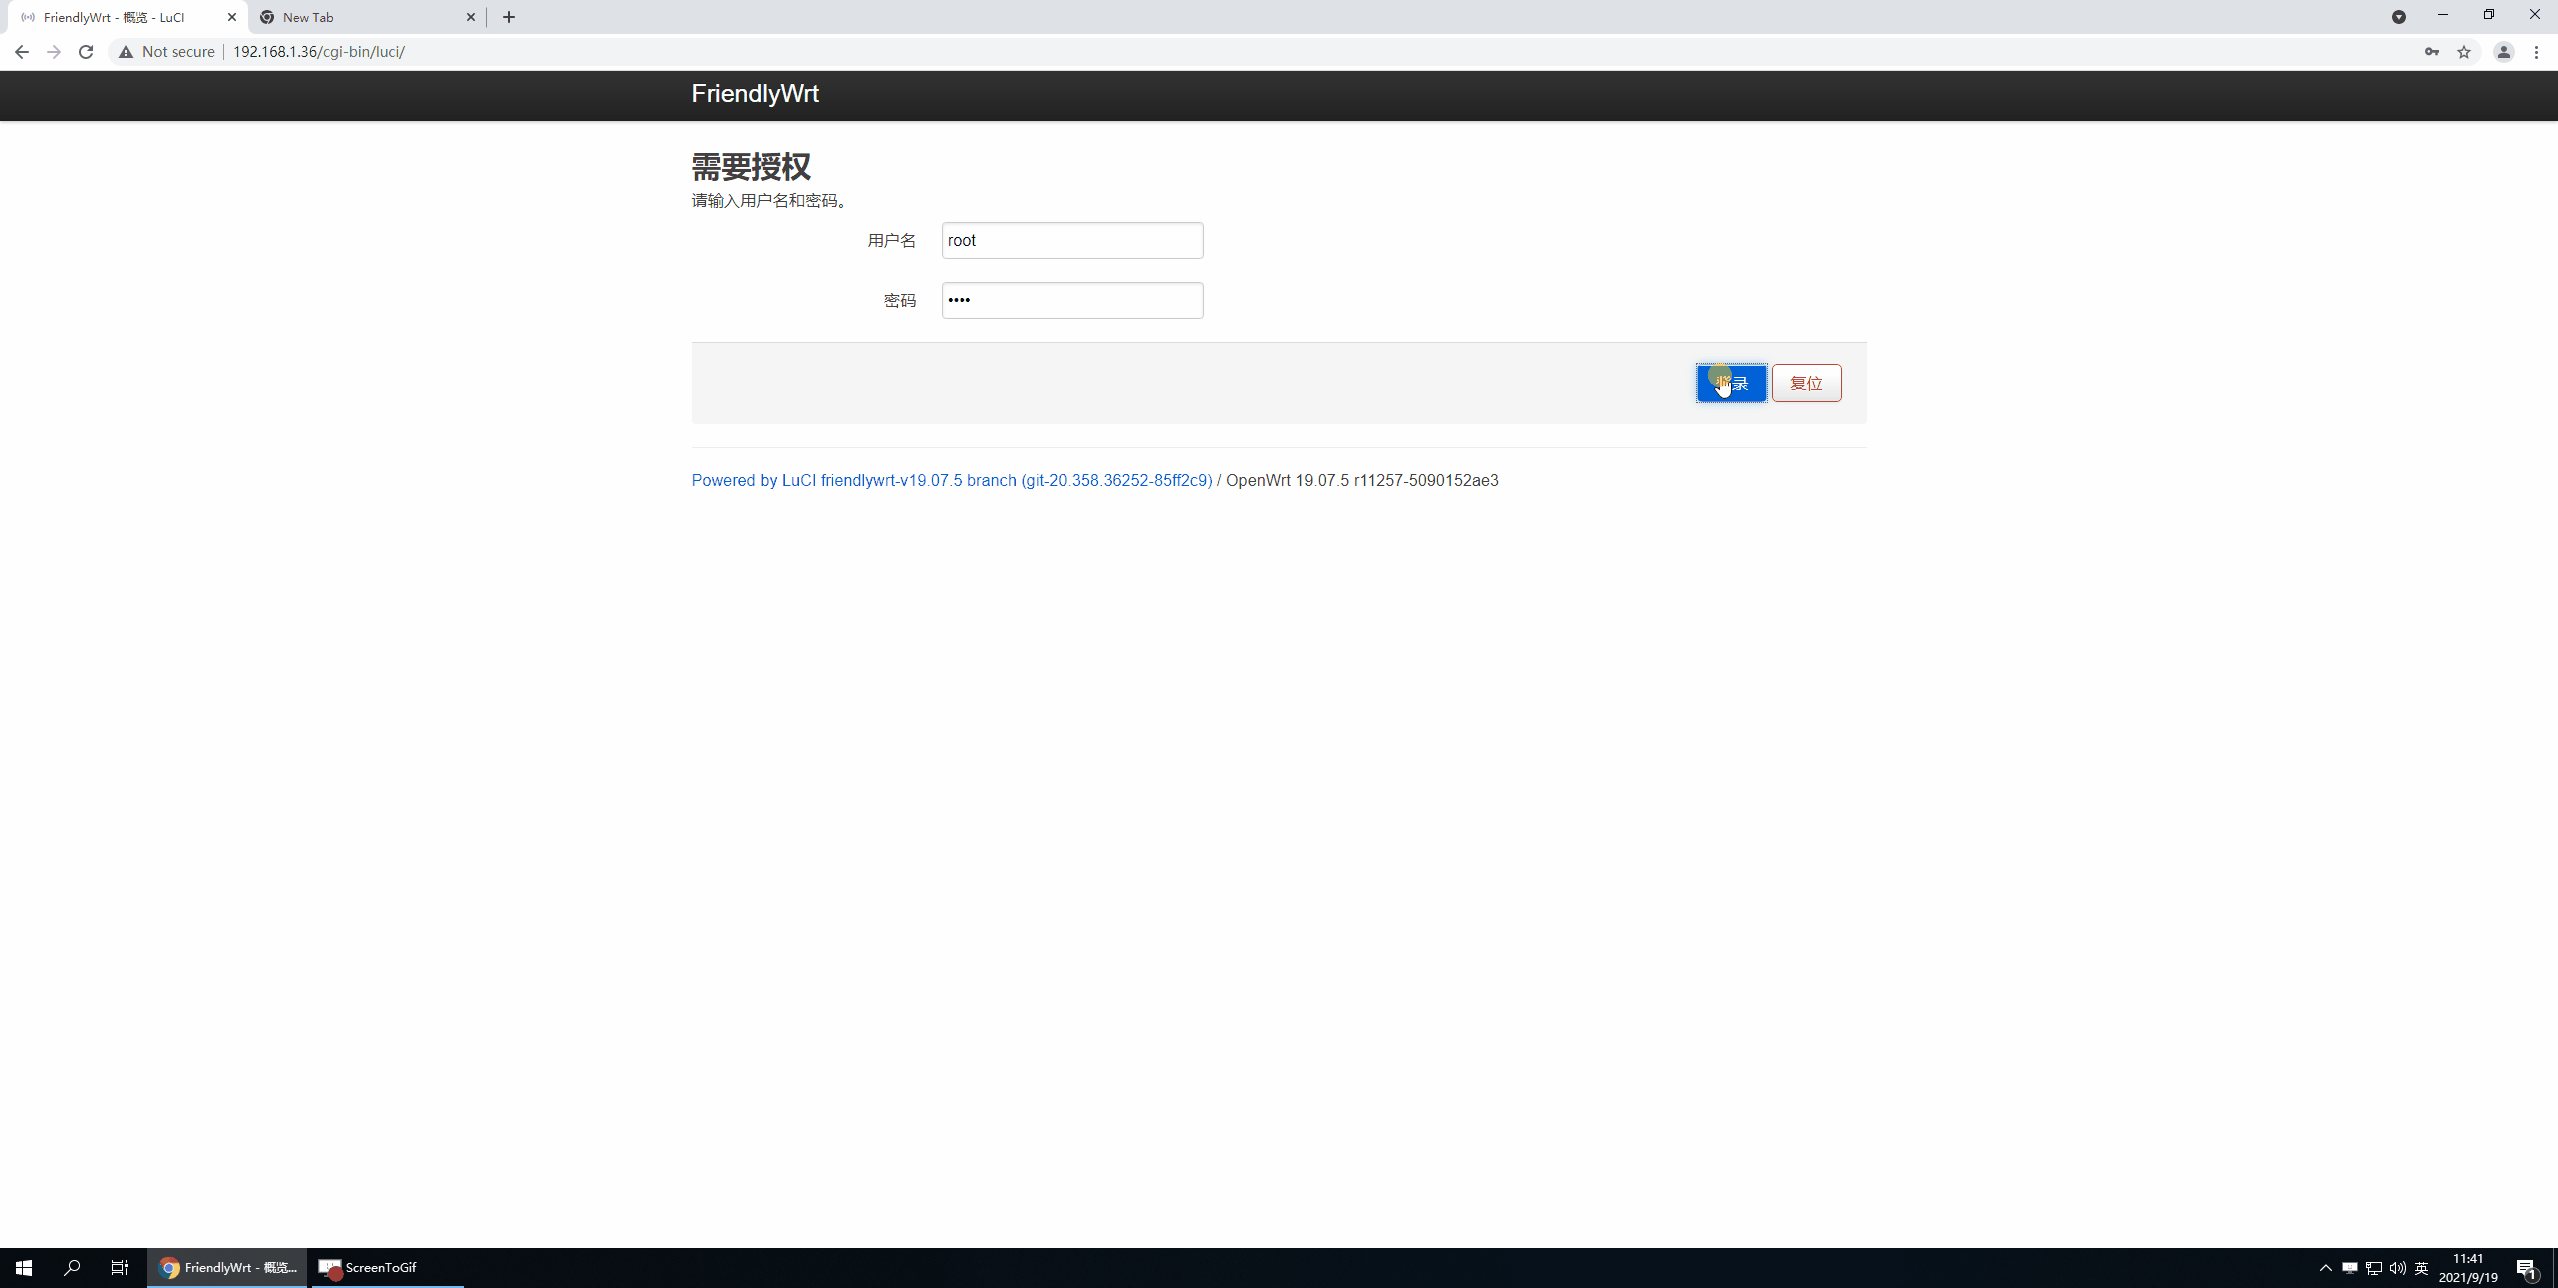 FriendlyWrt - 概览 - LuCI
New Tab
Not secure
192.168.1.36/cgi-bin/luci/
FriendlyWrt
需要授权
请输入用户名和密码。
用户名
root
密码
••••
录
复位
Powered by LuCI friendlywrt-v19.07.5 branch (git-20.358.36252-85ff2c9) / OpenWrt 19.07.5 r11257-5090152ae3
FriendlyWrt - 概览...
ScreenToGif
英
11:41
2021/9/19
1